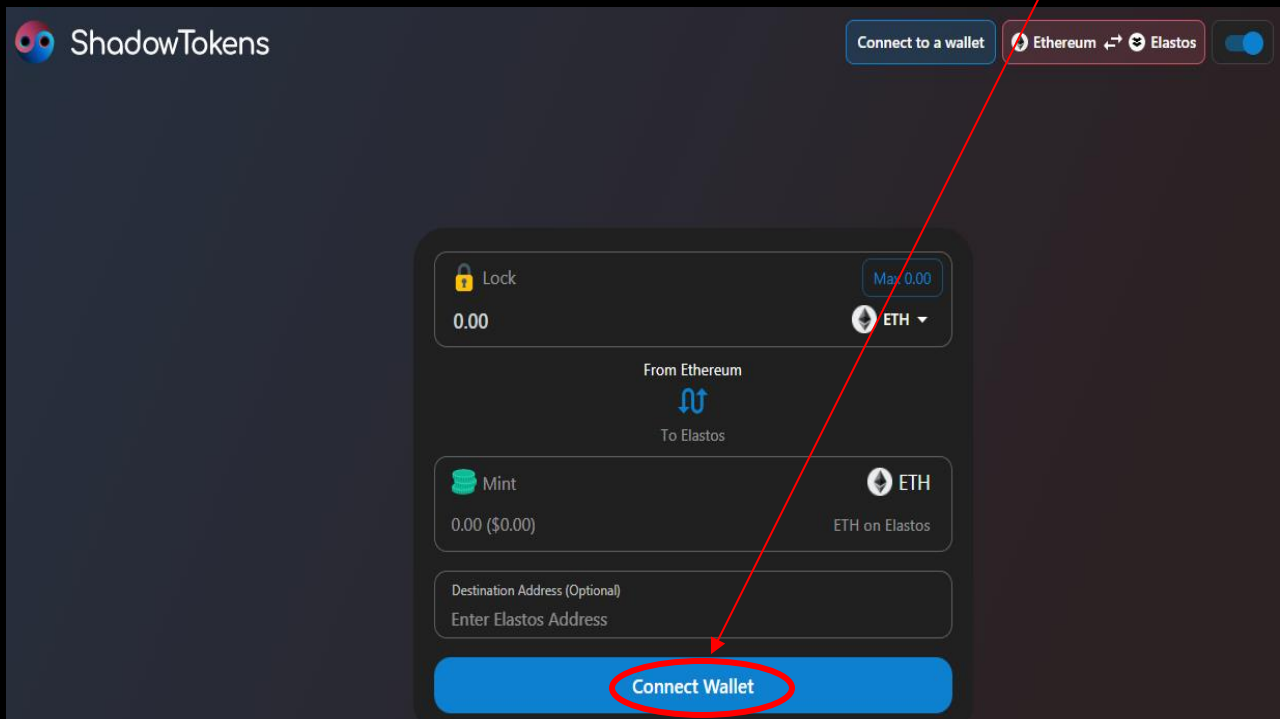 ShadowTokens
Connect to a wallet
Ethereum
Elastos
Lock
Max 0.00
0.00
ETH
From Ethereum
To Elastos
Mint
ETH
0.00 ($0.00)
ETH on Elastos
Destination Address (Optional)
Enter Elastos Address
Connect Wallet